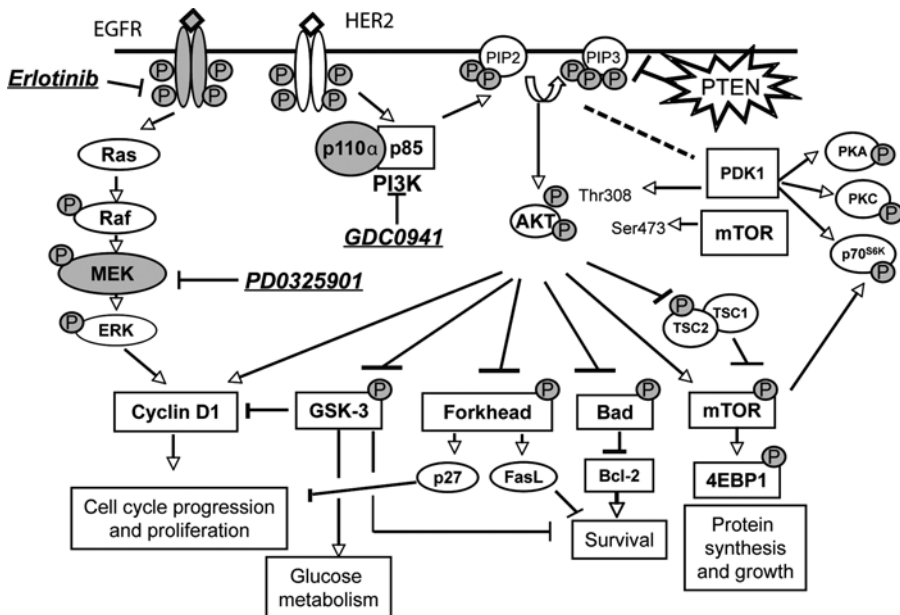 EGFR
HER2
Erlotinib
P
P
P
P
P
P
P
P
PIP2
P
P
PIP3
P
P
P
PTEN
Ras
p110α
p85
PI3K
GDC0941
PDK1
PKA
P
PKC
P
p70S6K
P
Thr308
Ser473
mTOR
AKT
P
P
Raf
P
MEK
P
PD0325901
ERK
P
TSC1
TSC2
P
Cyclin D1
GSK-3
P
Forkhead
P
Bad
P
mTOR
P
p27
FasL
Bcl-2
4EBP1
P
Cell cycle progression
and proliferation
Glucose
metabolism
Survival
Protein
synthesis
and growth